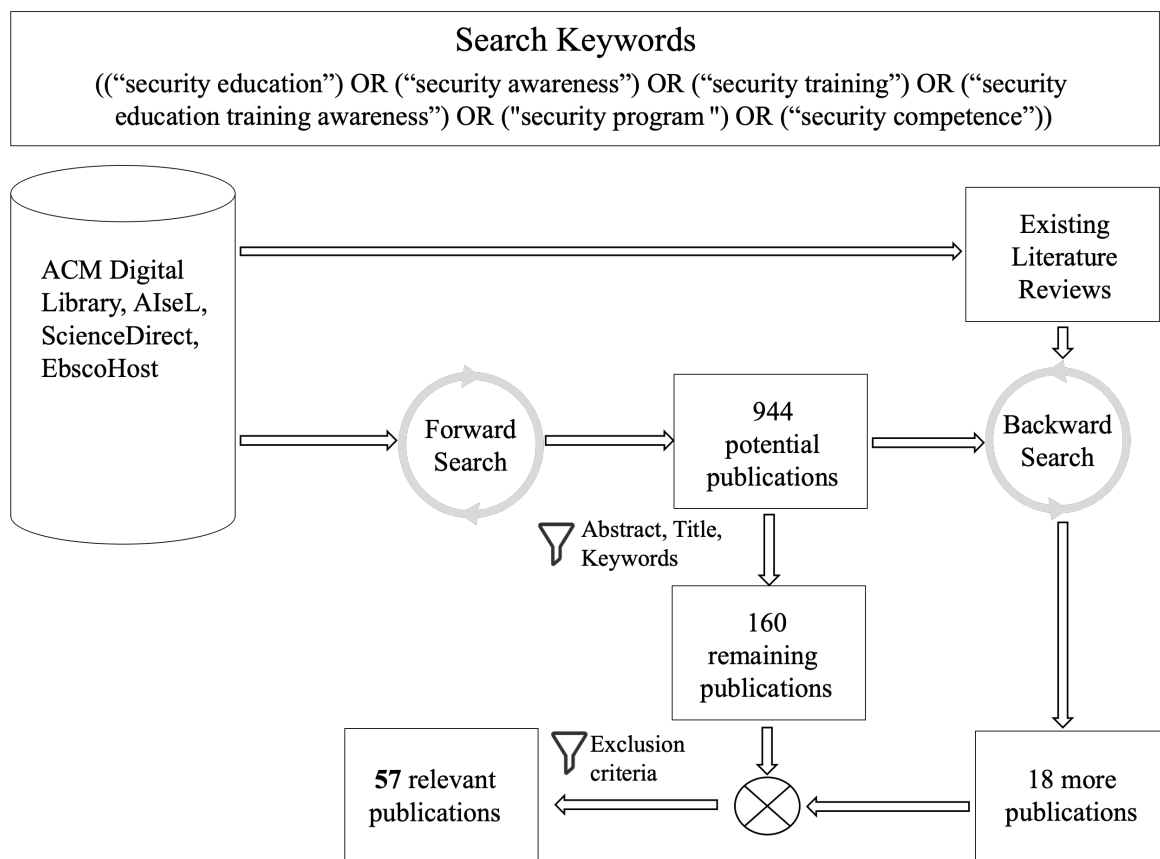 Search Keywords
((“security education”) OR (“security awareness”) OR (“security training”) OR (“security
education training awareness”) OR ("security program ") OR (“security competence”))
ACM Digital
Library, AIseL,
ScienceDirect,
EbscoHost
Existing
Literature
Reviews
Forward
Search
944
potential
publications
Backward
Search
Abstract, Title,
Keywords
160
remaining
publications
57 relevant
publications
Exclusion
criteria
18 more
publications